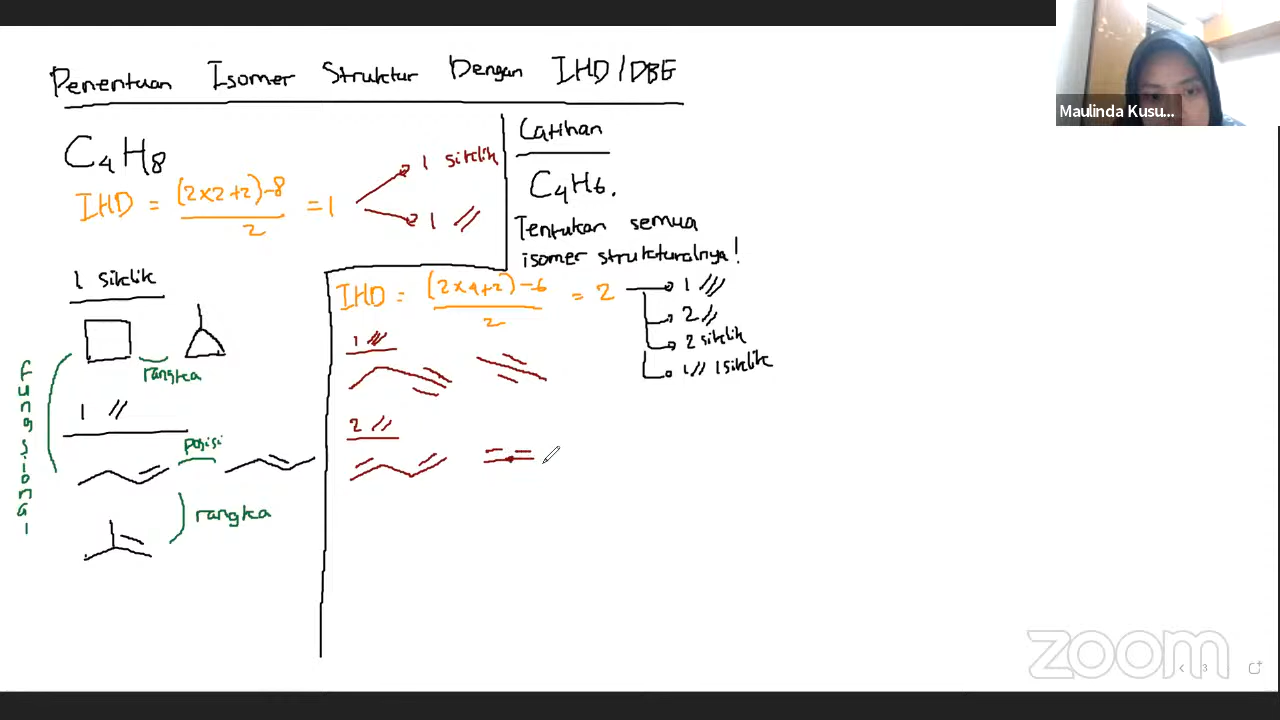 Penentuan Isomer Struktur Dengan IHD/DBE
C4H8
IHD = (2x2+2)-8 / 2 = 1
1 siklik
1 //
Latihan
C4H6.
Tentukan semua
isomer strukturalnya!
1 siklik
rangka
fungsional
1 //
posisi
rangka
IHD = (2x4+2)-6 / 2 = 2
1 ///
2 //
2 siklik
1 // 1 siklik
1 ///
2 //
Maulinda Kusu...
zoom
3